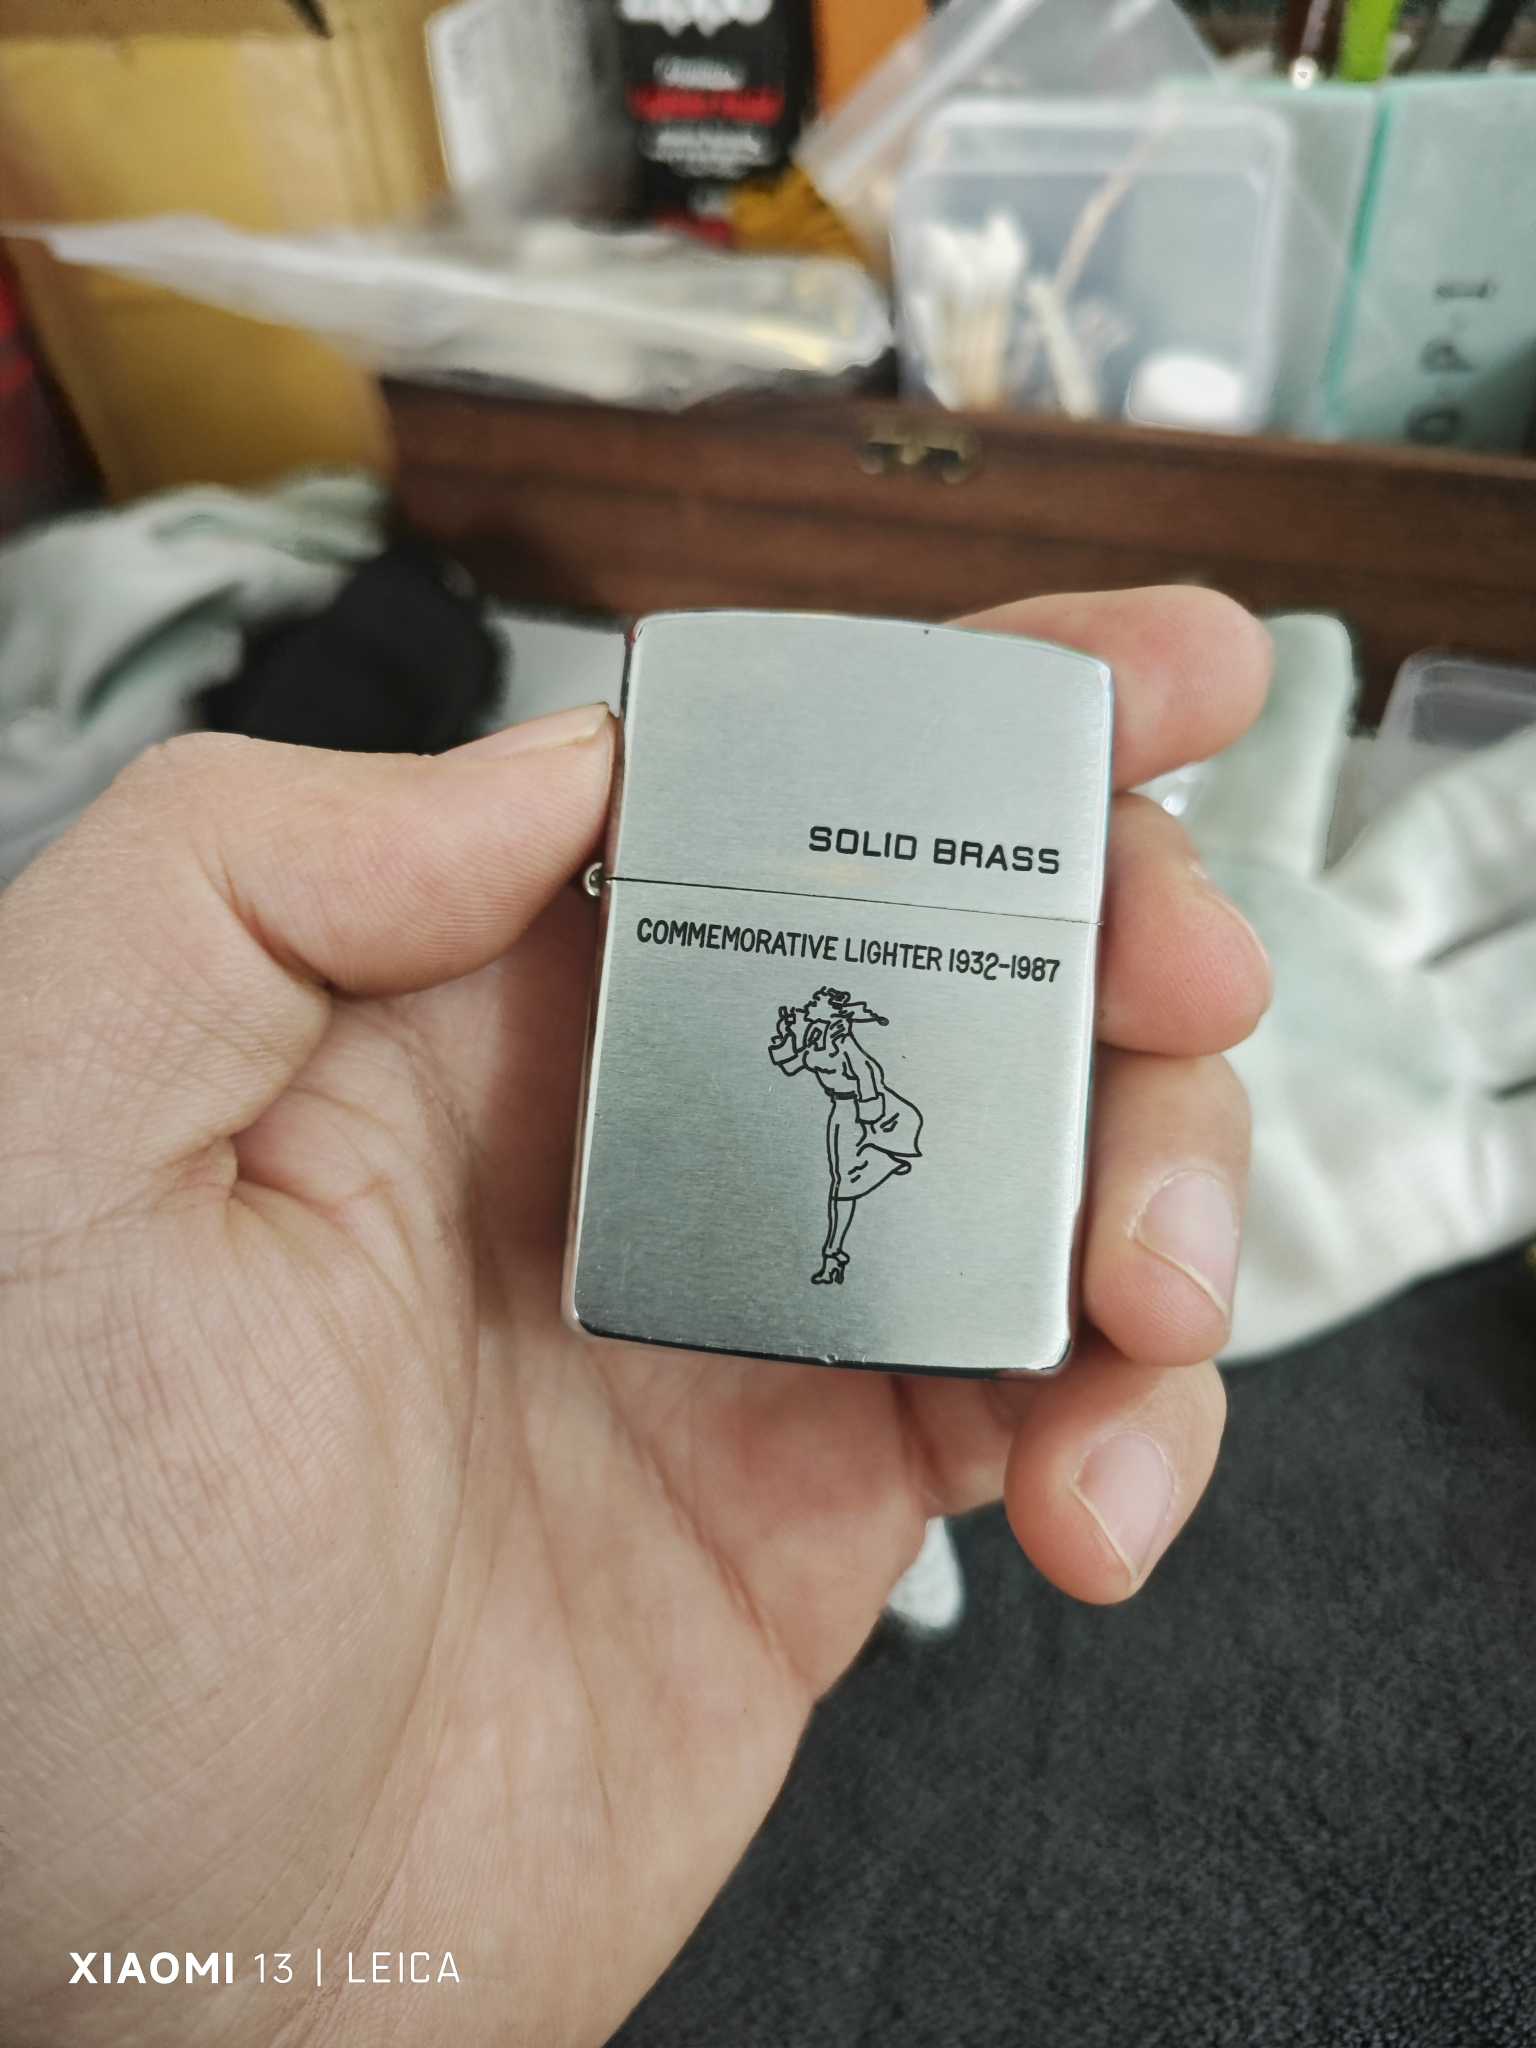 SOLID BRASS
COMMEMORATIVE LIGHTER 1932-1987
XIAOMI 13 | LEICA